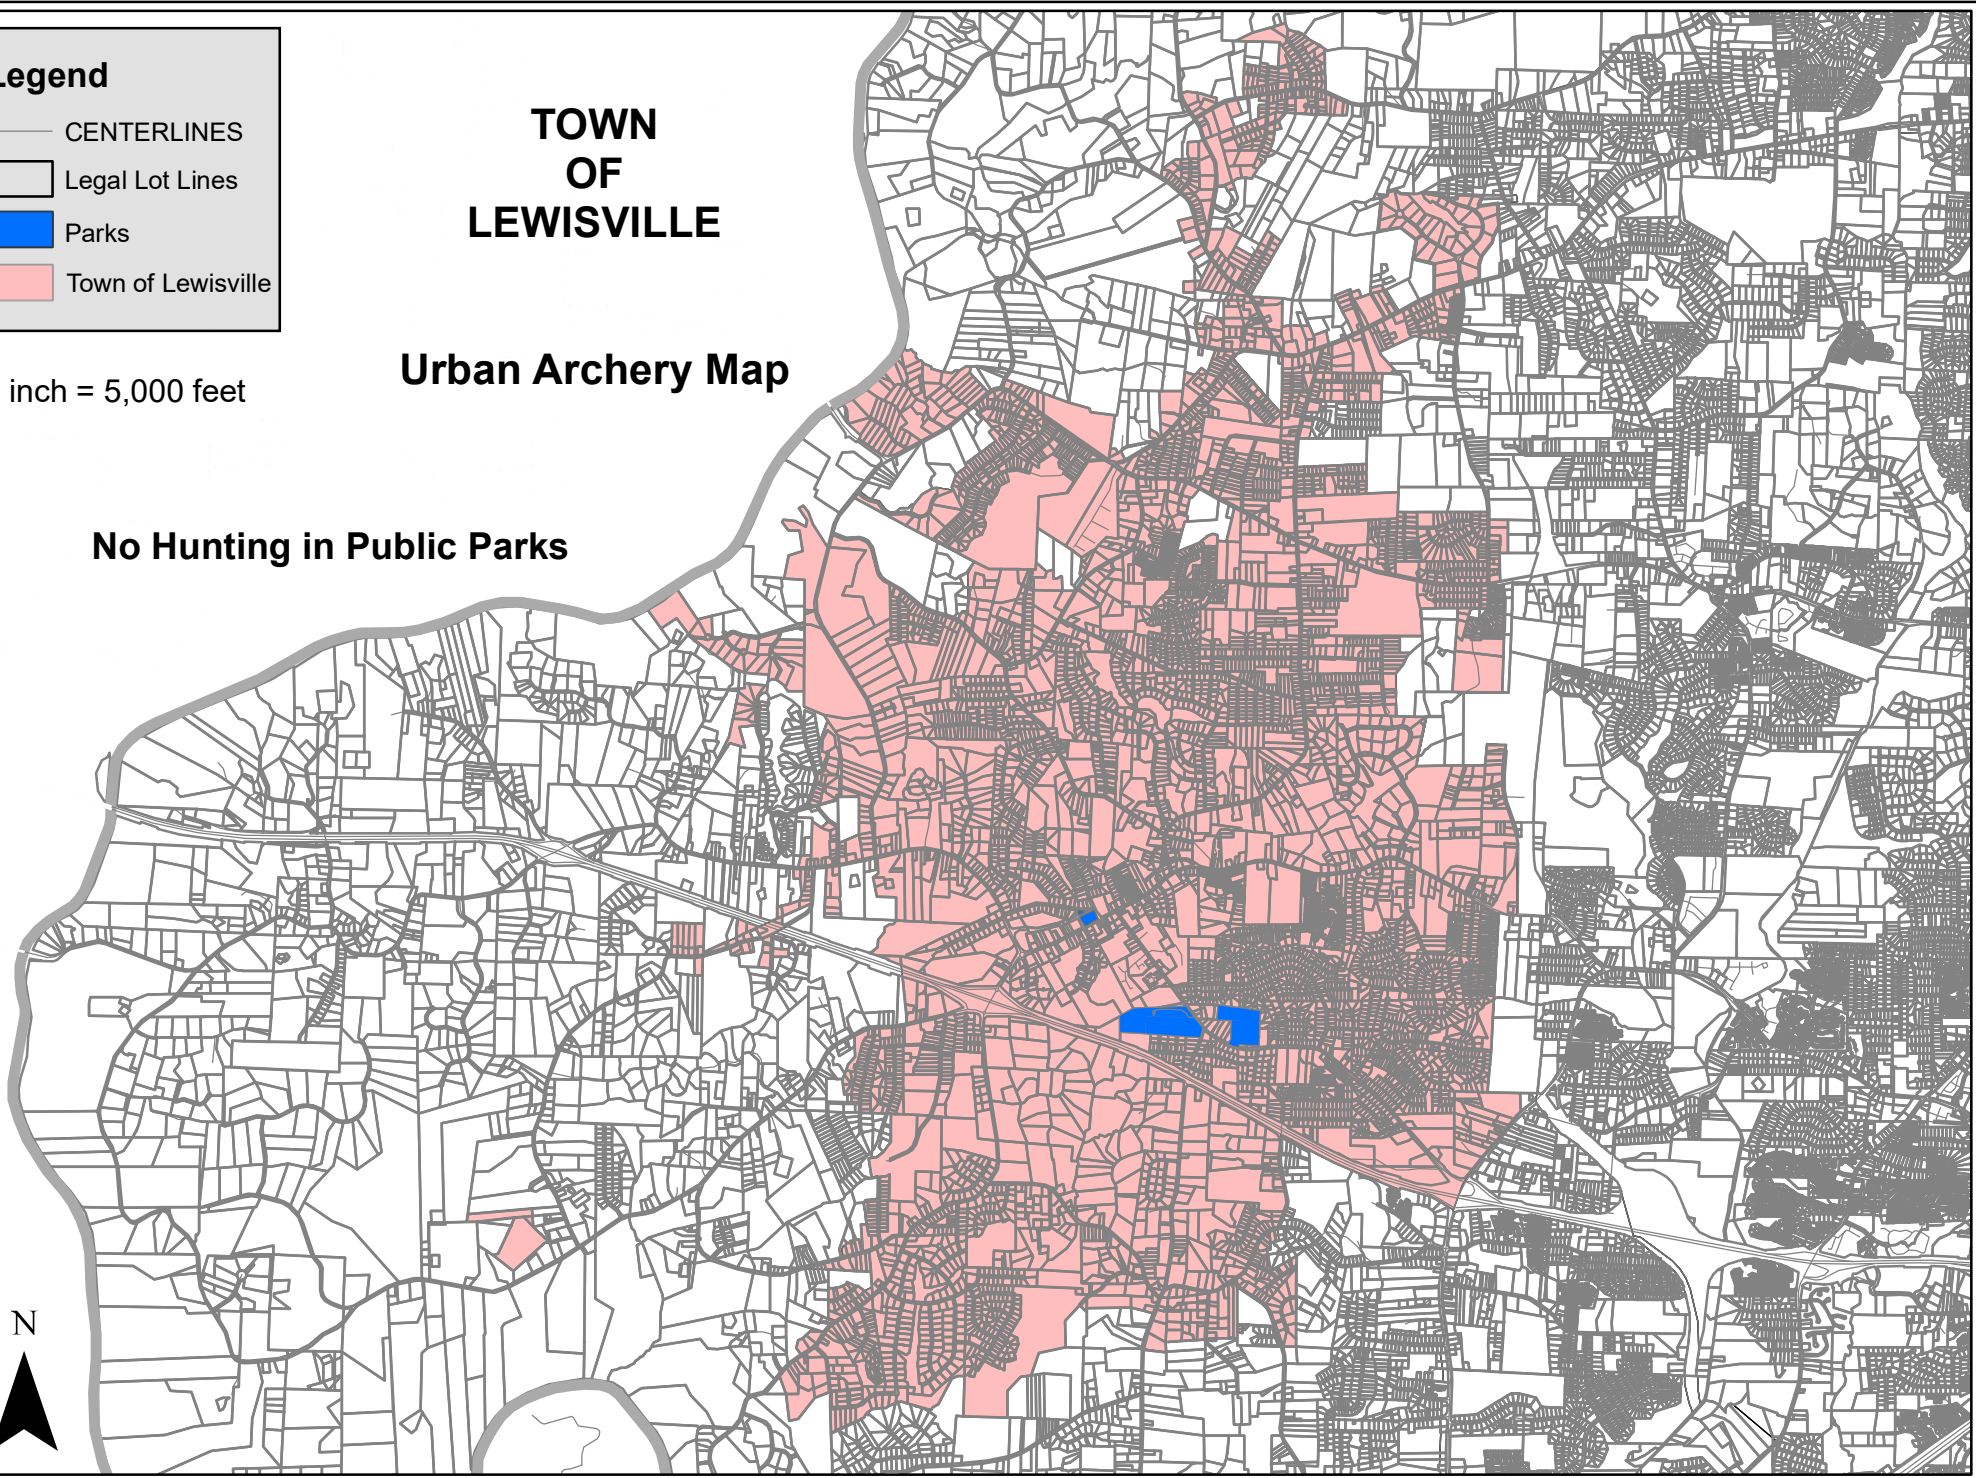 Legend
CENTERLINES
Legal Lot Lines
Parks
Town of Lewisville
inch = 5,000 feet
TOWN
OF
LEWISVILLE
Urban Archery Map
No Hunting in Public Parks
N